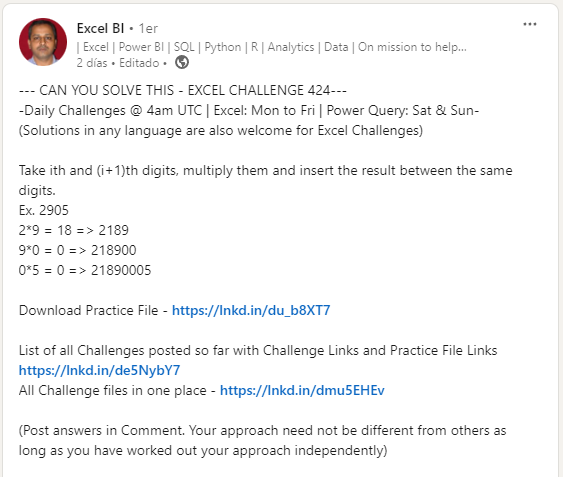 Excel BI • 1er
| Excel | Power BI | SQL | Python | R | Analytics | Data | On mission to help...
2 días • Editado •
--- CAN YOU SOLVE THIS - EXCEL CHALLENGE 424---
-Daily Challenges @ 4am UTC | Excel: Mon to Fri | Power Query: Sat & Sun-
(Solutions in any language are also welcome for Excel Challenges)
Take ith and (i+1)th digits, multiply them and insert the result between the same
digits.
Ex. 2905
2*9 = 18 => 2189
9*0 = 0 => 218900
0*5 = 0 => 21890005
Download Practice File - https://lnkd.in/du_b8XT7
List of all Challenges posted so far with Challenge Links and Practice File Links
https://lnkd.in/de5NybY7
All Challenge files in one place - https://lnkd.in/dmu5EHEv
(Post answers in Comment. Your approach need not be different from others as
long as you have worked out your approach independently)